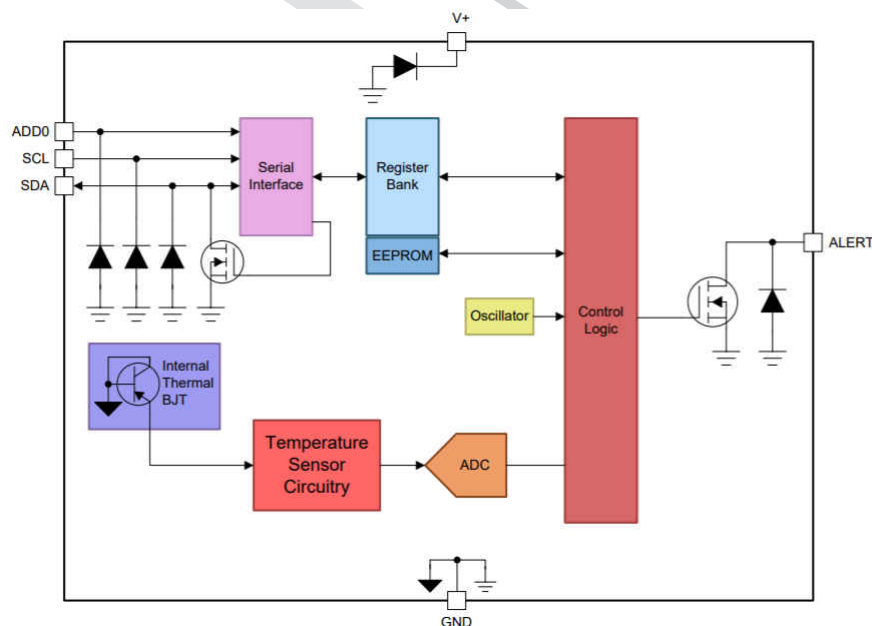 V+
ADD0
SCL
SDA
Serial
Interface
Register
Bank
EEPROM
ALERT
Oscillator
Control
Logic
Internal
Thermal
BJT
Temperature
Sensor
Circuitry
ADC
GND